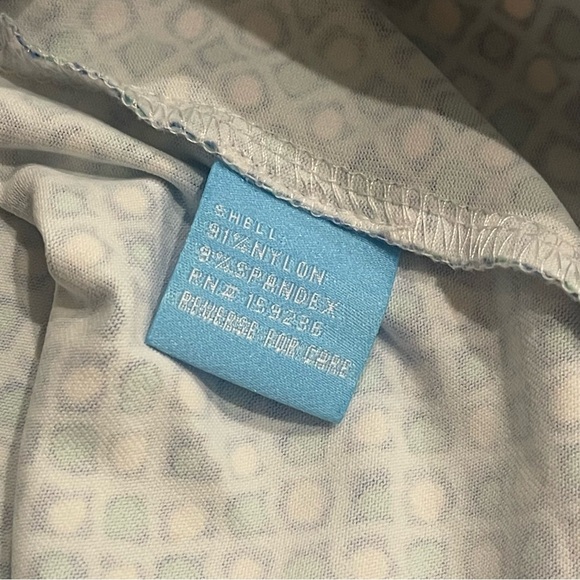 SHELL:
91%NYLON
9%SPANDEX
RN# 159236
REVERSE FOR CARE